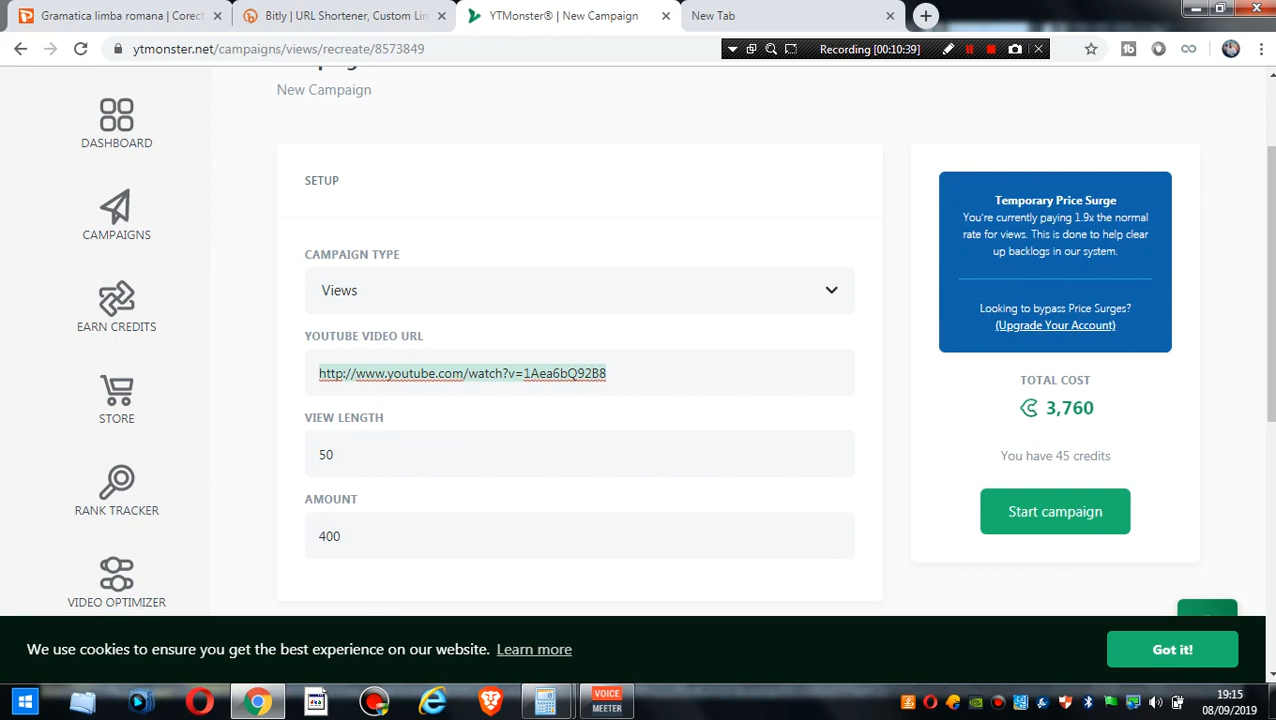 Gramatica limba romana | Corect
Bitly | URL Shortener, Custom Lin
YTMonster® | New Campaign
New Tab
ytmonster.net/campaigns/views/recreate/8573849
Recording [00:10:39]
New Campaign
DASHBOARD
CAMPAIGNS
EARN CREDITS
STORE
RANK TRACKER
VIDEO OPTIMIZER
SETUP
CAMPAIGN TYPE
Views
YOUTUBE VIDEO URL
http://www.youtube.com/watch?v=1Aea6bQ92B8
VIEW LENGTH
50
AMOUNT
400
Temporary Price Surge
You're currently paying 1.9x the normal
rate for views. This is done to help clear
up backlogs in our system.
Looking to bypass Price Surges?
(Upgrade Your Account)
TOTAL COST
3,760
You have 45 credits
Start campaign
We use cookies to ensure you get the best experience on our website. Learn more
Got it!
VOICE
MEETER
19:15
08/09/2019